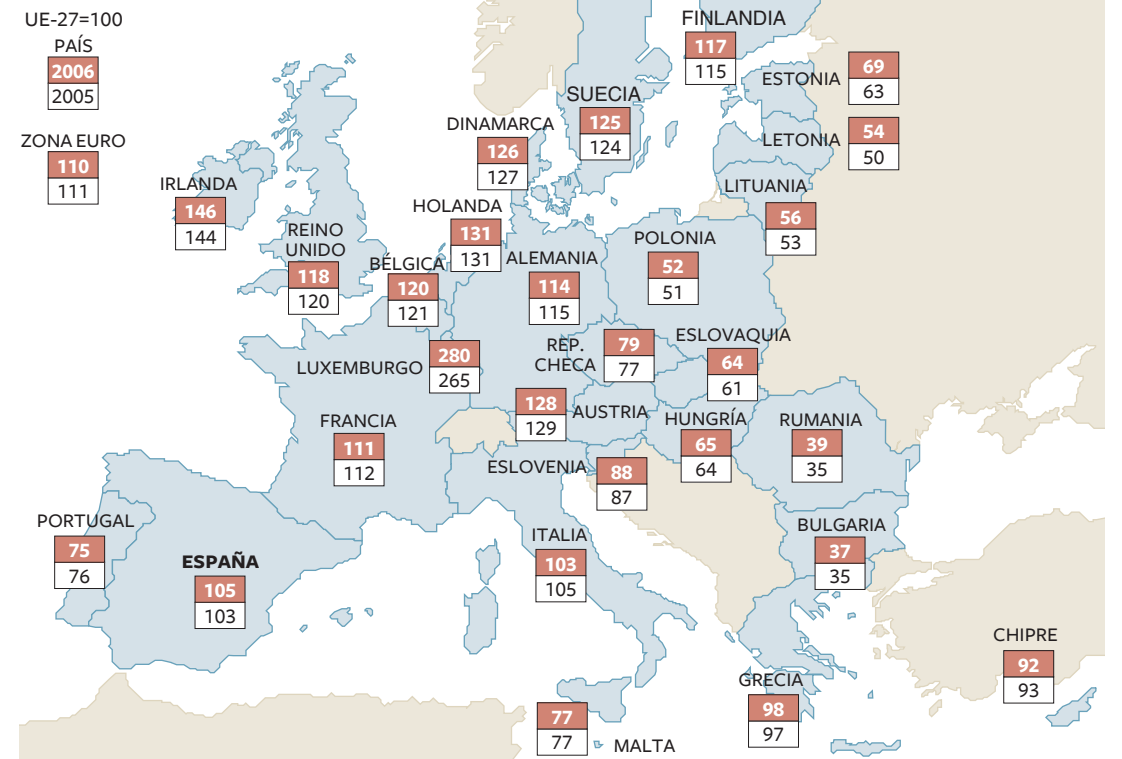 UE-27=100
PAÍS
2006
2005
ZONA EURO
110
111
FINLANDIA
117
115
ESTONIA
69
63
SUECIA
125
124
DINAMARCA
126
127
LETONIA
54
50
IRLANDA
146
144
LITUANIA
56
53
HOLANDA
131
131
REINO
UNIDO
118
120
BÉLGICA
120
121
ALEMANIA
114
115
POLONIA
52
51
LUXEMBURGO
280
265
REP.
CHECA
79
77
ESLOVAQUIA
64
61
AUSTRIA
128
129
FRANCIA
111
112
HUNGRÍA
65
64
RUMANIA
39
35
ESLOVENIA
88
87
PORTUGAL
75
76
ESPAÑA
105
103
ITALIA
103
105
BULGARIA
37
35
CHIPRE
92
93
GRECIA
98
97
77
77
MALTA